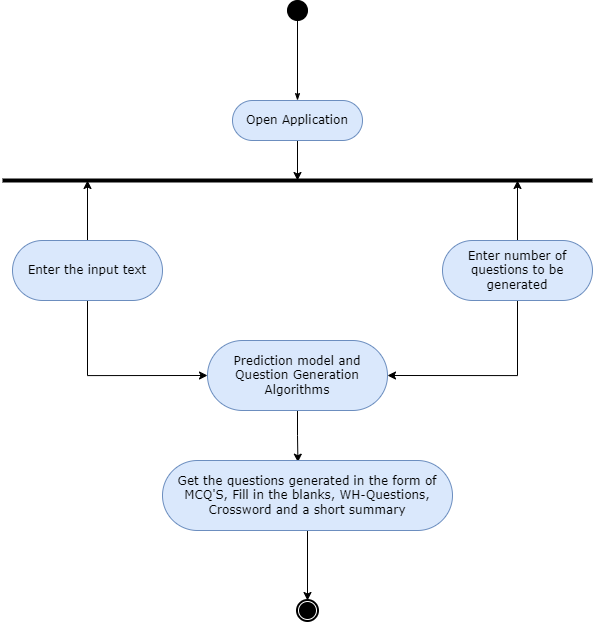 Open Application
Enter the input text
Enter number of
questions to be
generated
Prediction model and
Question Generation
Algorithms
Get the questions generated in the form of
MCQ'S, Fill in the blanks, WH-Questions,
Crossword and a short summary